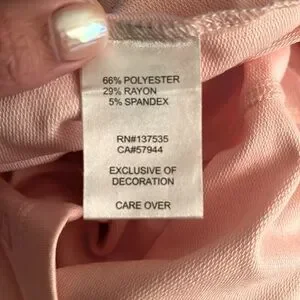 66% POLYESTER
29% RAYON
5% SPANDEX
RN#137535
CA#57944
EXCLUSIVE OF
DECORATION
CARE OVER